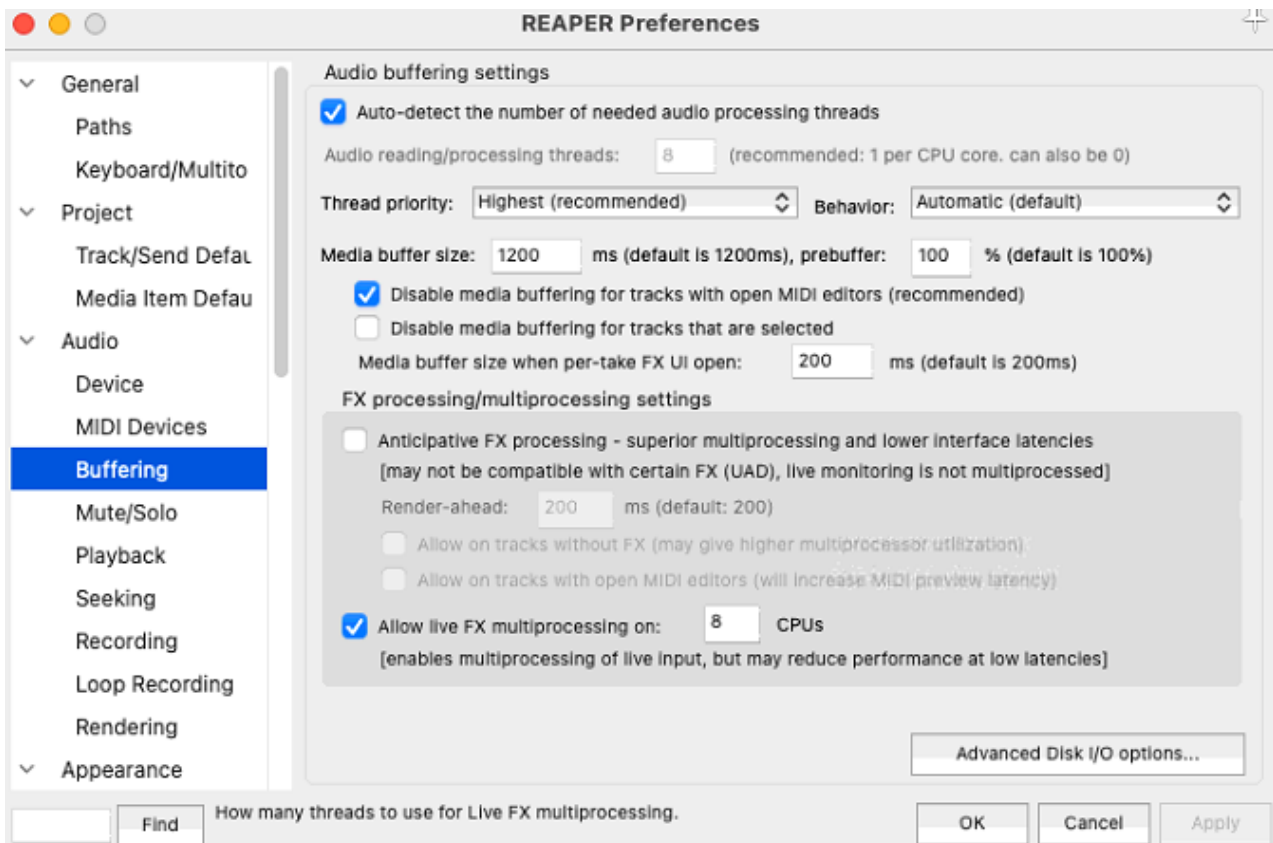 REAPER Preferences
General
Paths
Keyboard/Multito
Project
Track/Send Defau
Media Item Defau
Audio
Device
MIDI Devices
Buffering
Mute/Solo
Playback
Seeking
Recording
Loop Recording
Rendering
Appearance
Find
Audio buffering settings
Auto-detect the number of needed audio processing threads
Audio reading/processing threads: 8 (recommended: 1 per CPU core. can also be 0)
Thread priority: Highest (recommended) Behavior: Automatic (default)
Media buffer size: 1200 ms (default is 1200ms), prebuffer: 100 % (default is 100%)
Disable media buffering for tracks with open MIDI editors (recommended)
Disable media buffering for tracks that are selected
Media buffer size when per-take FX UI open: 200 ms (default is 200ms)
FX processing/multiprocessing settings
Anticipative FX processing - superior multiprocessing and lower interface latencies
[may not be compatible with certain FX (UAD), live monitoring is not multiprocessed]
Render-ahead: 200 ms (default: 200)
Allow on tracks without FX (may give higher multiprocessor utilization)
Allow on tracks with open MIDI editors (will increase MIDI preview latency)
Allow live FX multiprocessing on: 8 CPUs
[enables multiprocessing of live input, but may reduce performance at low latencies]
Advanced Disk I/O options...
How many threads to use for Live FX multiprocessing.
OK Cancel Apply